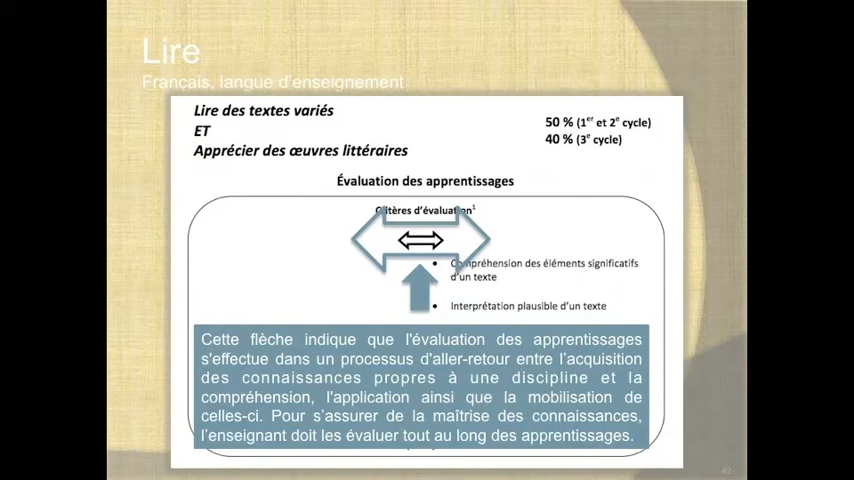 Lire
Français, langue d'enseignement
Lire des textes variés
50 % (1er et 2e cycle)
ET
40 % (3e cycle)
Apprécier des œuvres littéraires
Évaluation des apprentissages
Critères d'évaluation1
• Compréhension des éléments significatifs
d'un texte
• Interprétation plausible d'un texte
Cette flèche indique que l'évaluation des apprentissages
s'effectue dans un processus d'aller-retour entre l'acquisition
des connaissances propres à une discipline et la
compréhension, l'application ainsi que la mobilisation de
celles-ci. Pour s'assurer de la maîtrise des connaissances,
l'enseignant doit les évaluer tout au long des apprentissages.
42